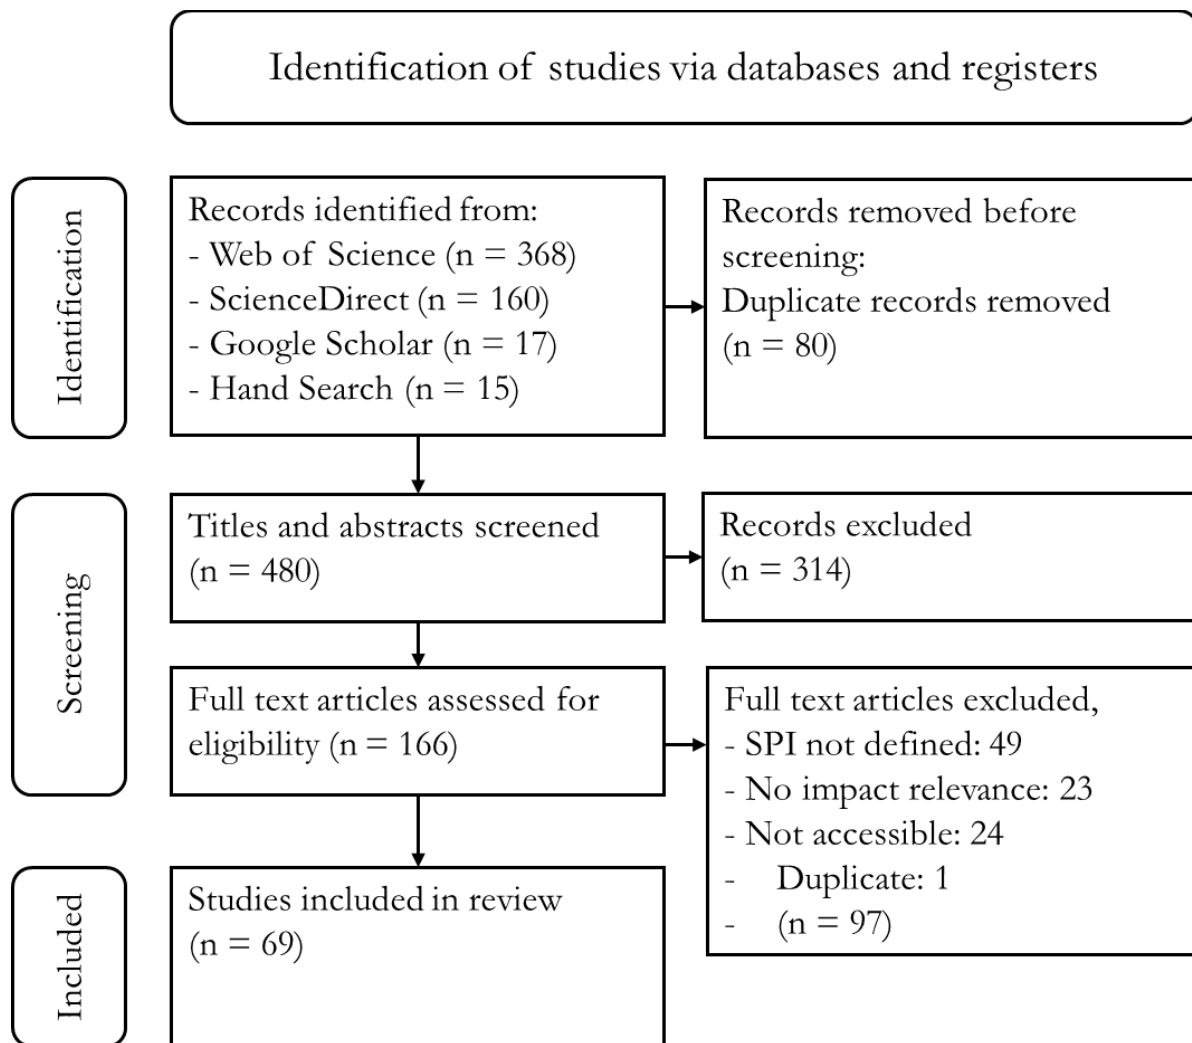 Identification of studies via databases and registers
Identification
Records identified from:
- Web of Science (n = 368)
- ScienceDirect (n = 160)
- Google Scholar (n = 17)
- Hand Search (n = 15)
Records removed before
screening:
Duplicate records removed
(n = 80)
Screening
Titles and abstracts screened
(n = 480)
Records excluded
(n = 314)
Full text articles assessed for
eligibility (n = 166)
Full text articles excluded,
- SPI not defined: 49
- No impact relevance: 23
- Not accessible: 24
- Duplicate: 1
- (n = 97)
Included
Studies included in review
(n = 69)